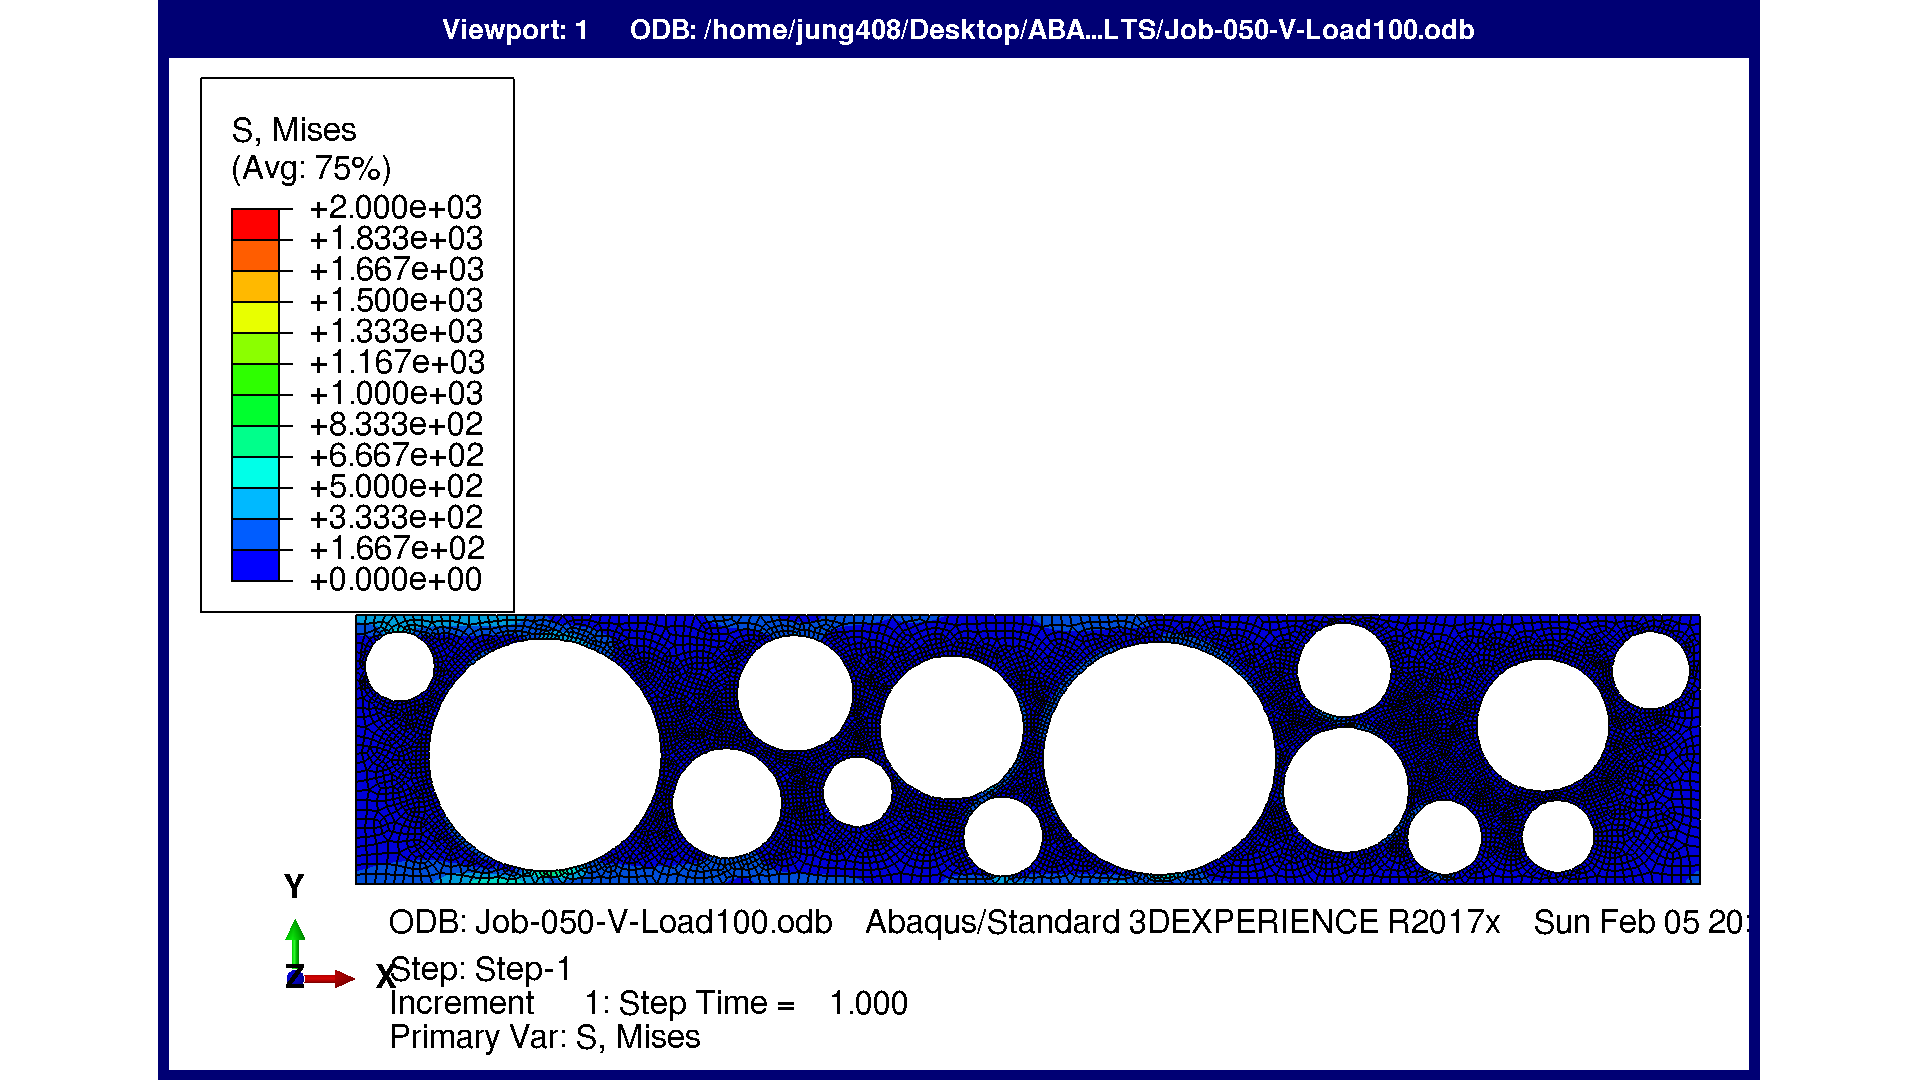 Viewport: 1 ODB: /home/jung408/Desktop/ABA...LTS/Job-050-V-Load100.odb
S, Mises
(Avg: 75%)
+2.000e+03
+1.833e+03
+1.667e+03
+1.500e+03
+1.333e+03
+1.167e+03
+1.000e+03
+8.333e+02
+6.667e+02
+5.000e+02
+3.333e+02
+1.667e+02
+0.000e+00
Y
Z
X
ODB: Job-050-V-Load100.odb Abaqus/Standard 3DEXPERIENCE R2017x Sun Feb 05 20:
Step: Step-1
Increment 1: Step Time = 1.000
Primary Var: S, Mises